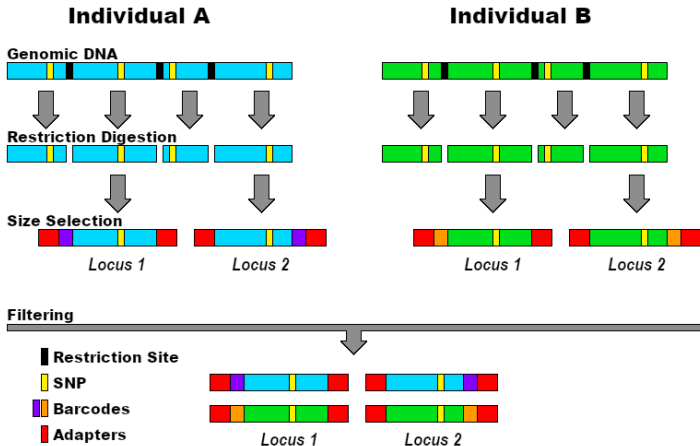 Individual A
Individual B
Genomic DNA
Restriction Digestion
Size Selection
Locus 1
Locus 2
Locus 1
Locus 2
Filtering
Restriction Site
SNP
Barcodes
Adapters
Locus 1
Locus 2